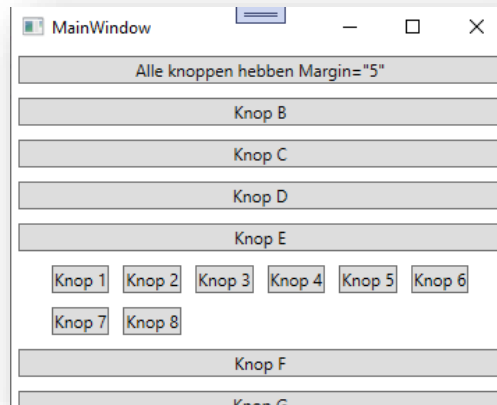 MainWindow
Alle knoppen hebben Margin="5"
Knop B
Knop C
Knop D
Knop E
Knop 1 Knop 2 Knop 3 Knop 4 Knop 5 Knop 6
Knop 7 Knop 8
Knop F
Knop G